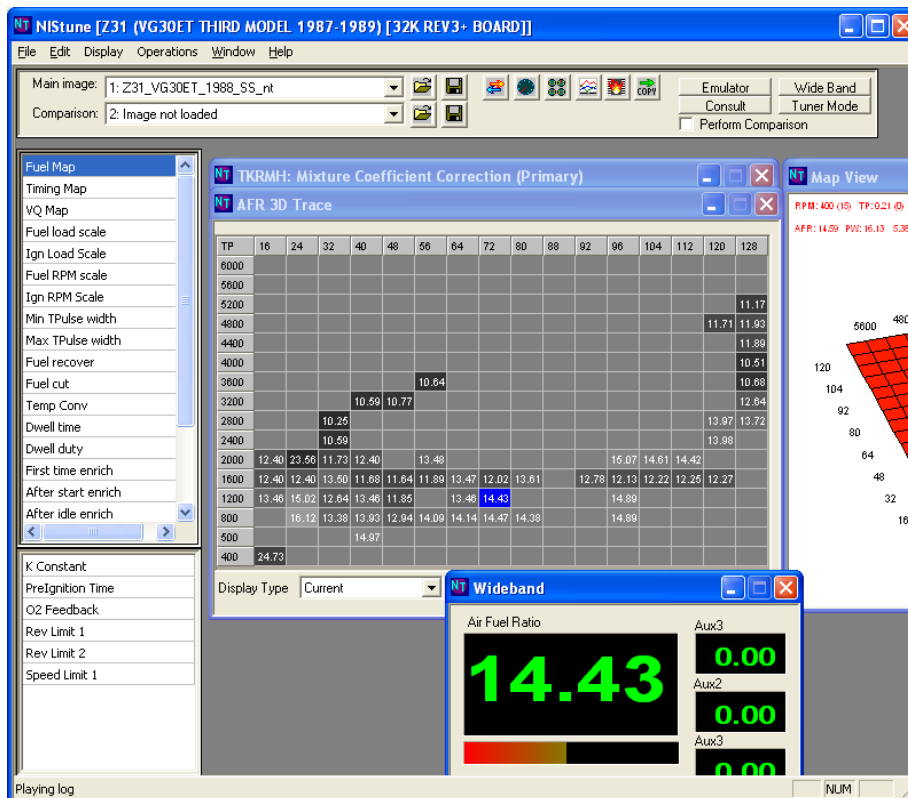 NIStune [Z31 (VG30ET THIRD MODEL 1987-1989) [32K REV3+ BOARD]]
File Edit Display Operations Window Help
Main image: 1: Z31_VG30ET_1988_SS_nt
Comparison: 2: Image not loaded
COPY
Emulator Wide Band
Consult Tuner Mode
Perform Comparison
Fuel Map
Timing Map
VQ Map
Fuel load scale
Ign Load Scale
Fuel RPM scale
Ign RPM Scale
Min TPulse width
Max TPulse width
Fuel recover
Fuel cut
Temp Conv
Dwell time
Dwell duty
First time enrich
After start enrich
After idle enrich
K Constant
PreIgnition Time
O2 Feedback
Rev Limit 1
Rev Limit 2
Speed Limit 1
NT TKRMH: Mixture Coefficient Correction (Primary)
NT AFR 3D Trace
TP 16 24 32 40 48 56 64 72 80 88 92 96 104 112 120 128
6000
5600
5200 11.17
4800 11.71 11.93
4400 11.89
4000 10.51
3600 10.64 10.68
3200 10.59 10.77 12.64
2800 10.25 13.97 13.72
2400 10.59 13.98
2000 12.40 23.56 11.73 12.40 13.48 15.07 14.61 14.42
1600 12.40 12.40 13.50 11.68 11.64 11.89 13.47 12.02 13.61 12.78 12.13 12.22 12.25 12.27
1200 13.46 15.02 12.64 13.46 11.85 13.46 14.43 14.89
800 16.12 13.38 13.93 12.94 14.09 14.14 14.47 14.38 14.89
500 14.97
400 24.73
Display Type Current
NT Map View
RPM: 400 (15) TP:0.21 (0)
AFR: 14.59 PW: 16.13 5.38
5600 480
120
104
92
80
64
48
32
16
NT Wideband
Air Fuel Ratio
14.43
Aux3
0.00
Aux2
0.00
Aux3
0.00
Playing log
NUM